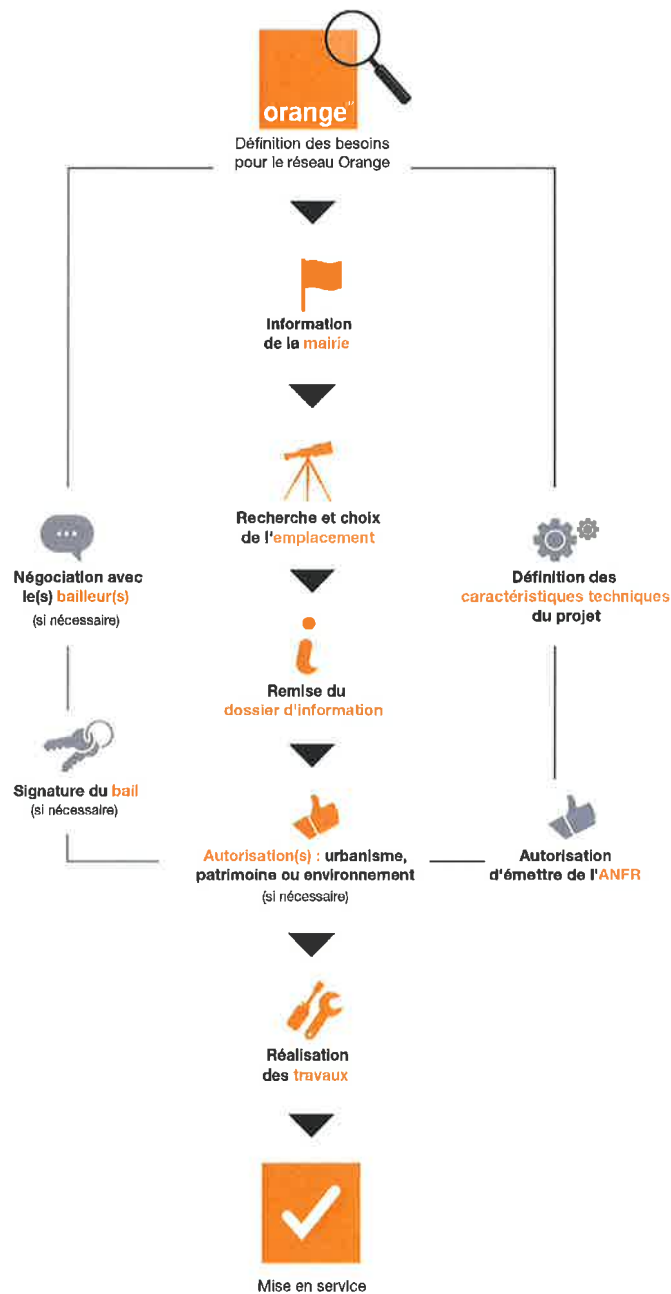 orange™
Définition des besoins
pour le réseau Orange
Information
de la mairie
Recherche et choix
de l'emplacement
Négociation avec
le(s) bailleur(s)
(si nécessaire)
Définition des
caractéristiques techniques
du projet
Remise du
dossier d'information
Signature du bail
(si nécessaire)
Autorisation(s) : urbanisme,
patrimoine ou environnement
(si nécessaire)
Autorisation
d'émettre de l'ANFR
Réalisation
des travaux
Mise en service